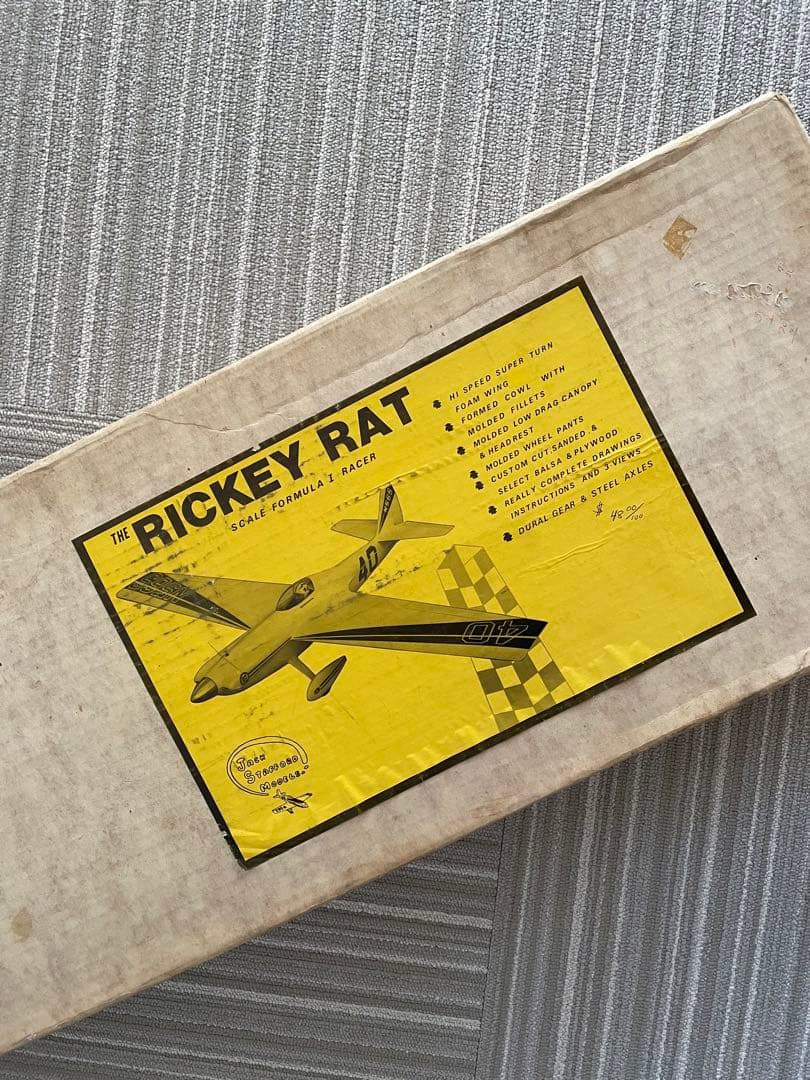 THE RICKEY RAT
SCALE FORMULA I RACER
HI SPEED SUPER TURN
FOAM WING
FORMED COWL WITH
MOLDED FILLETS
MOLDED LOW DRAG CANOPY
& HEADREST
MOLDED WHEEL PANTS
CUSTOM CUT, SANDED &
SELECT BALSA & PLYWOOD
REALLY COMPLETE DRAWINGS
INSTRUCTIONS AND 3 VIEWS
DURAL GEAR & STEEL AXLES
$ 48 00/100
40
40
JACK
STAFFORD
MODELS!